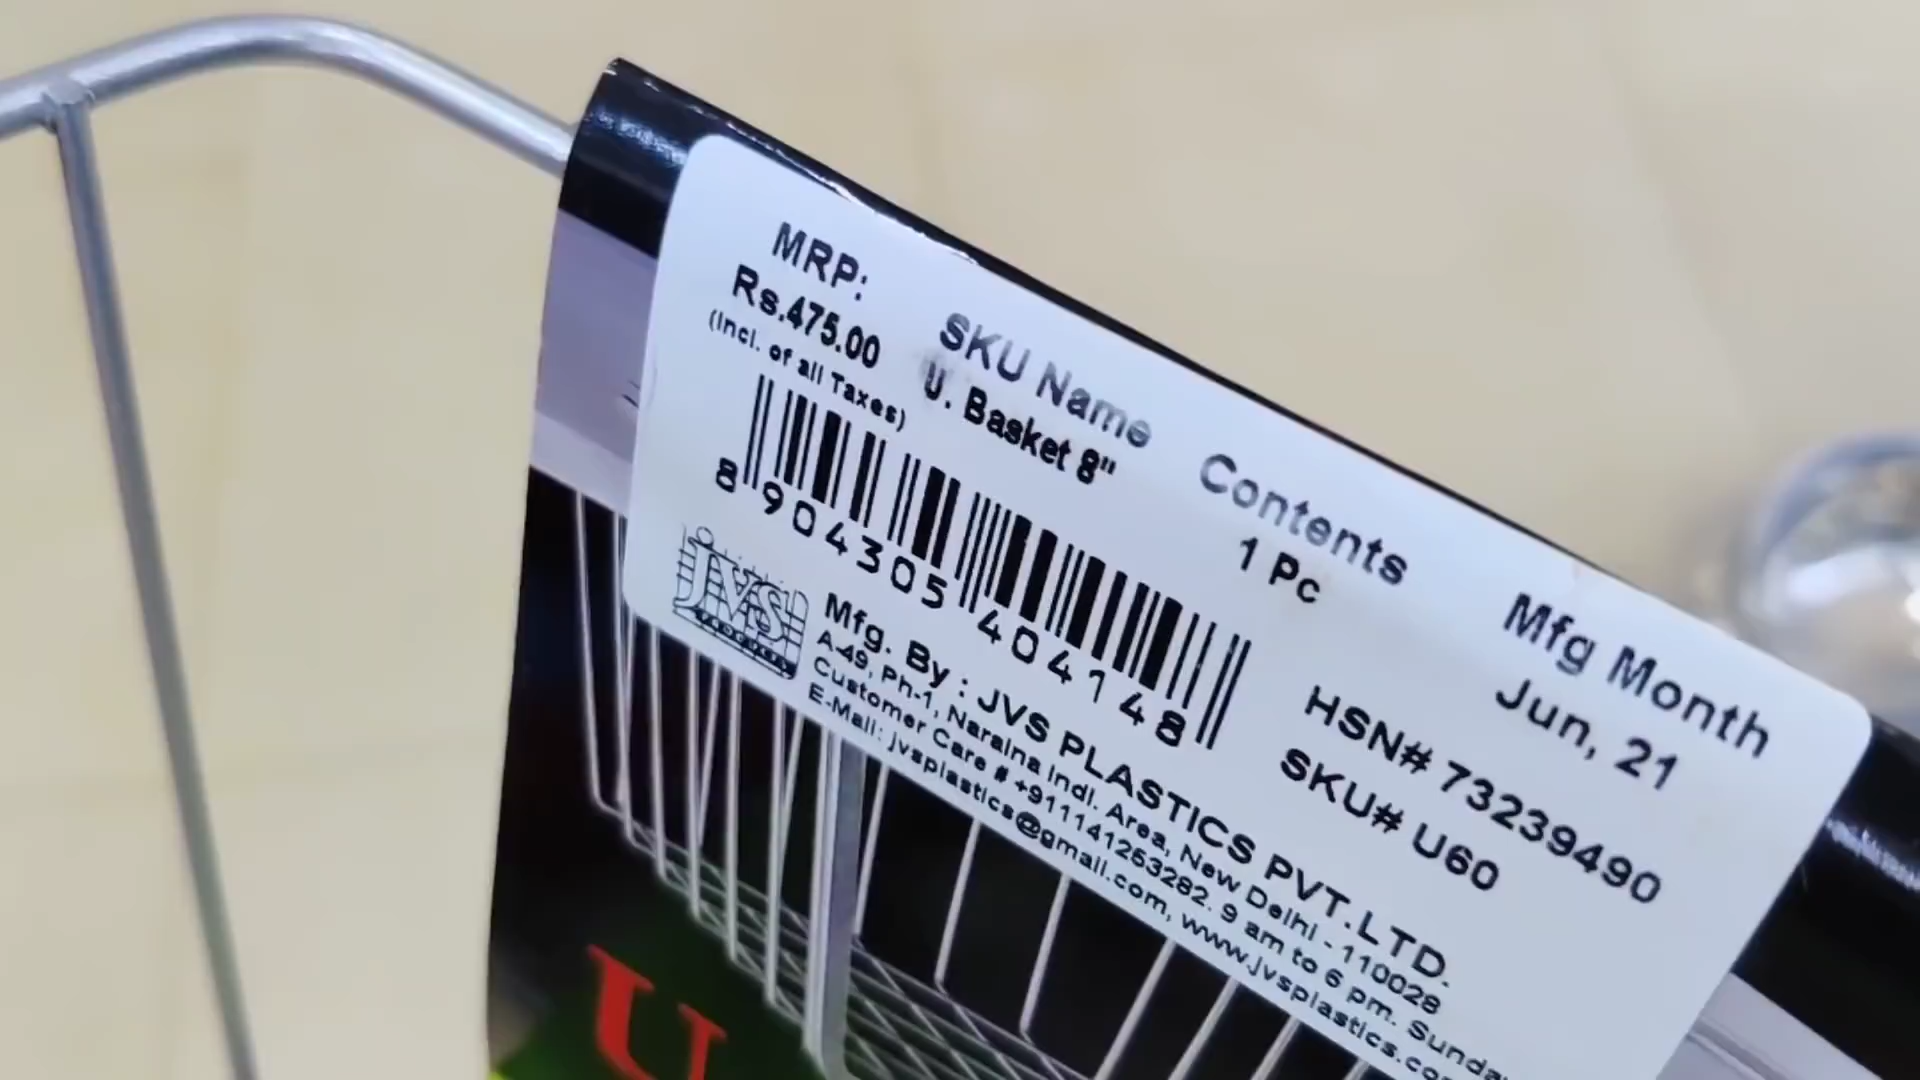 MRP:
Rs.475.00
(Incl. of all Taxes)
SKU Name
U. Basket 8"
Contents
1 Pc
Mfg Month
Jun, 21
8 904305 404148
HSN# 73239490
SKU# U60
jVS
Mfg. By : JVS PLASTICS PVT.LTD.
A-49, Ph-1, Naraina Indl. Area, New Delhi - 110028
Customer Care # +911141263282. 9 am to 6 pm. Sunday
E-Mail: jvsplastics@gmail.com, www.jvsplastics.co
U